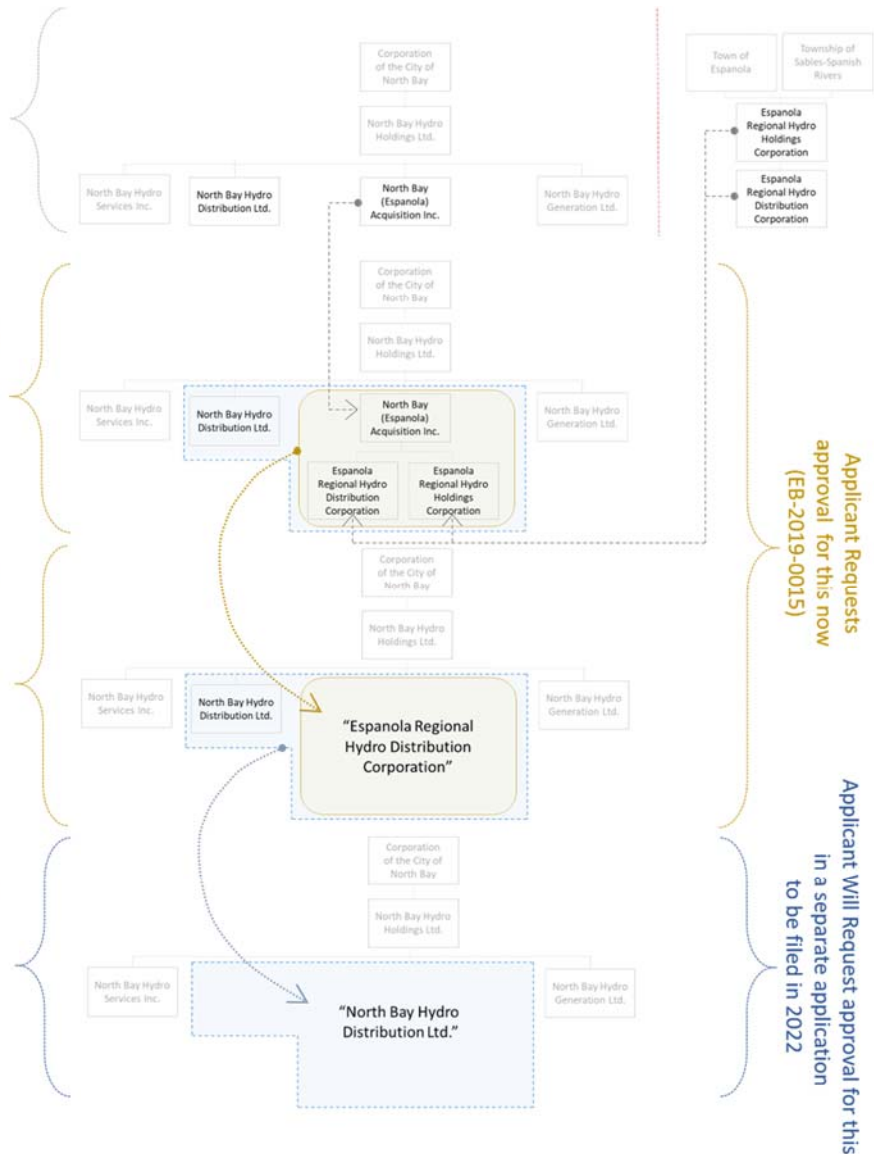 Corporation
of the City of
North Bay
North Bay Hydro
Holdings Ltd.
North Bay Hydro
Services Inc.
North Bay Hydro
Distribution Ltd.
North Bay
(Espanola)
Acquisition Inc.
North Bay Hydro
Generation Ltd.
Town of
Espanola
Township of
Sables-Spanish
Rivers
Espanola
Regional Hydro
Holdings
Corporation
Espanola
Regional Hydro
Distribution
Corporation
Corporation
of the City of
North Bay
North Bay Hydro
Holdings Ltd.
North Bay Hydro
Services Inc.
North Bay Hydro
Distribution Ltd.
North Bay
(Espanola)
Acquisition Inc.
North Bay Hydro
Generation Ltd.
Espanola
Regional Hydro
Distribution
Corporation
Espanola
Regional Hydro
Holdings
Corporation
Corporation
of the City of
North Bay
North Bay Hydro
Holdings Ltd.
North Bay Hydro
Services Inc.
North Bay Hydro
Distribution Ltd.
“Espanola Regional
Hydro Distribution
Corporation”
North Bay Hydro
Generation Ltd.
Applicant Requests
approval for this now
(EB-2019-0015)
Corporation
of the City of
North Bay
North Bay Hydro
Holdings Ltd.
North Bay Hydro
Services Inc.
“North Bay Hydro
Distribution Ltd.”
North Bay Hydro
Generation Ltd.
Applicant Will Request approval for this
in a separate application
to be filed in 2022